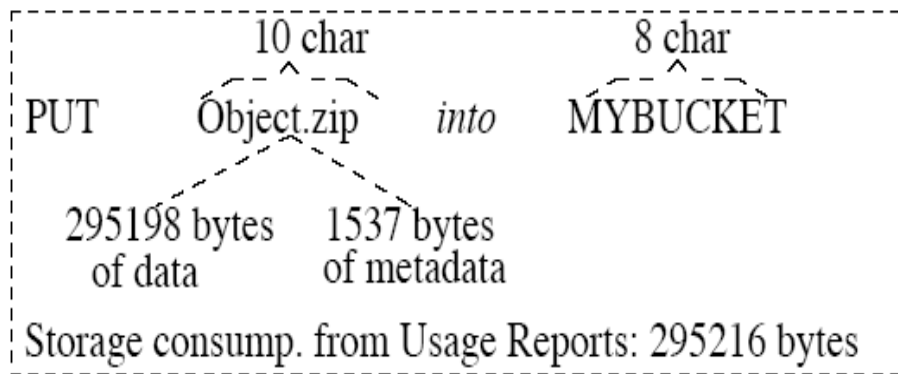 10 char 8 char
PUT Object.zip into MYBUCKET
295198 bytes 1537 bytes
of data of metadata
Storage consump. from Usage Reports: 295216 bytes